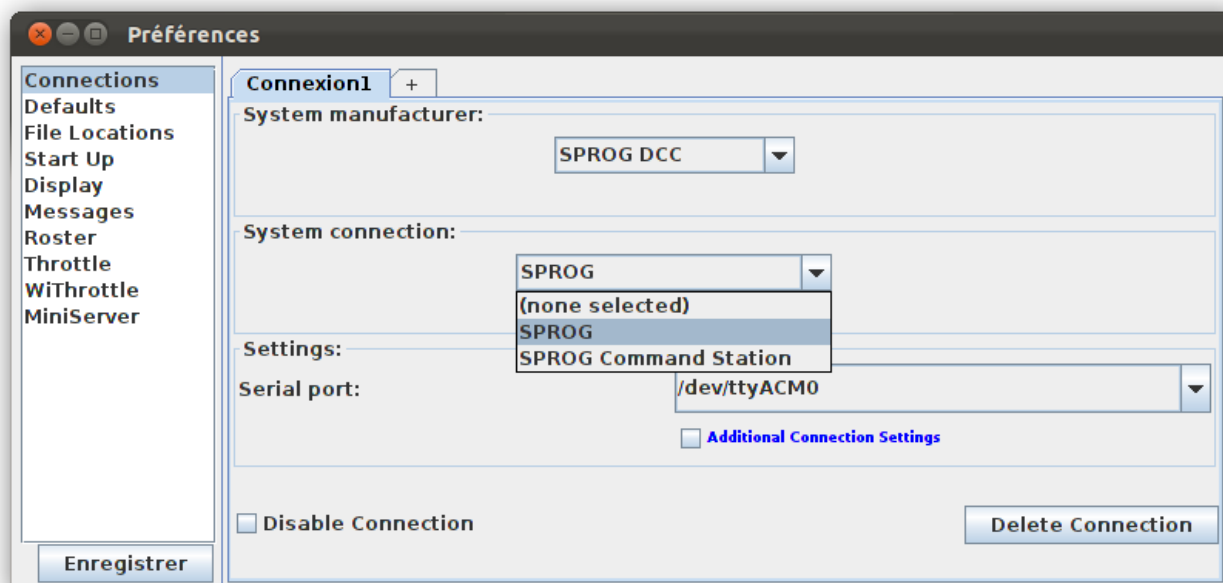 Préférences
Connections
Defaults
File Locations
Start Up
Display
Messages
Roster
Throttle
WiThrottle
MiniServer
Enregistrer
Connexion1 +
System manufacturer:
SPROG DCC
System connection:
SPROG
(none selected)
SPROG
SPROG Command Station
Settings:
Serial port: /dev/ttyACM0
Additional Connection Settings
Disable Connection Delete Connection